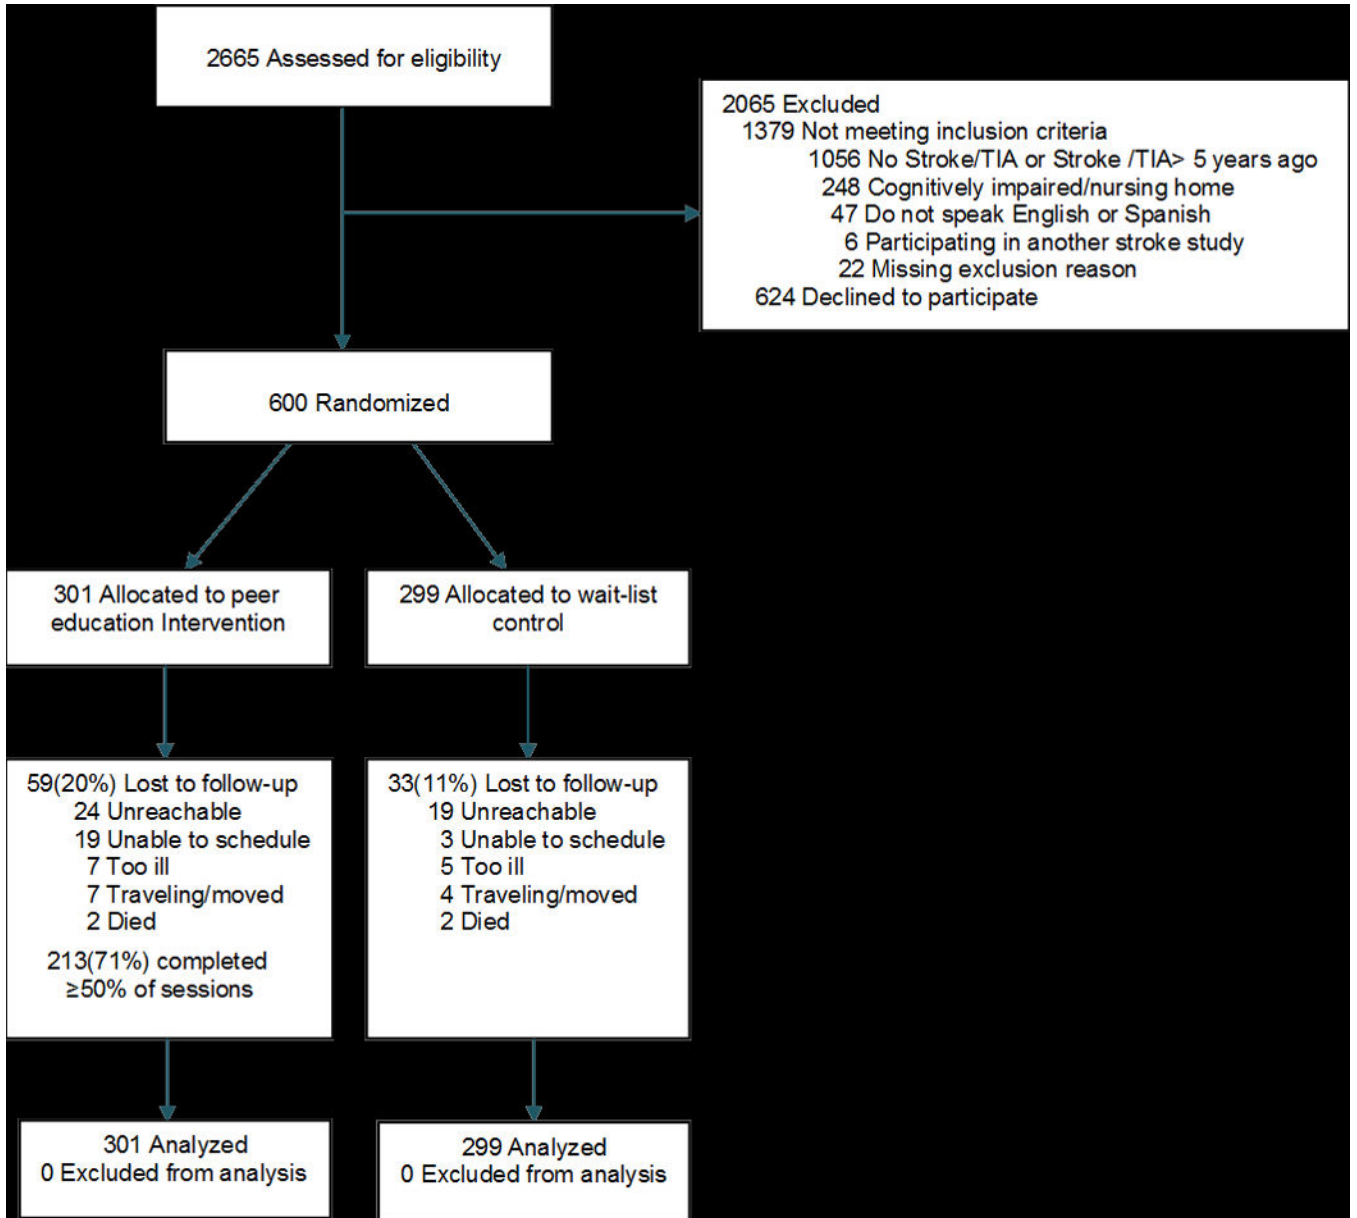 2665 Assessed for eligibility
2065 Excluded
1379 Not meeting inclusion criteria
1056 No Stroke/TIA or Stroke /TIA> 5 years ago
248 Cognitively impaired/nursing home
47 Do not speak English or Spanish
6 Participating in another stroke study
22 Missing exclusion reason
624 Declined to participate
600 Randomized
301 Allocated to peer
education Intervention
299 Allocated to wait-list
control
59(20%) Lost to follow-up
24 Unreachable
19 Unable to schedule
7 Too ill
7 Traveling/moved
2 Died
213(71%) completed
≥50% of sessions
33(11%) Lost to follow-up
19 Unreachable
3 Unable to schedule
5 Too ill
4 Traveling/moved
2 Died
301 Analyzed
0 Excluded from analysis
299 Analyzed
0 Excluded from analysis